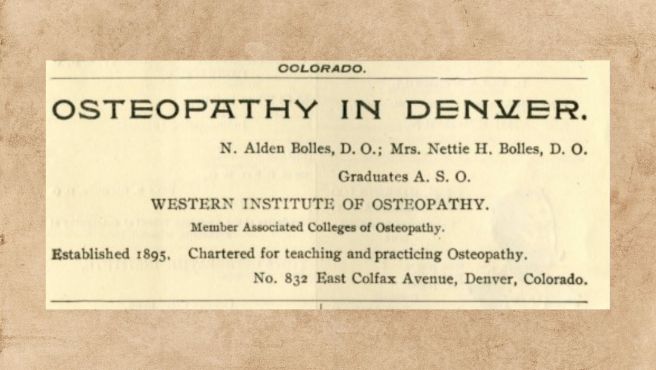 COLORADO.
OSTEOPATHY IN DENVER.
N. Alden Bolles, D. O.; Mrs. Nettie H. Bolles, D. O.
Graduates A. S. O.
WESTERN INSTITUTE OF OSTEOPATHY.
Member Associated Colleges of Osteopathy.
Established 1895. Chartered for teaching and practicing Osteopathy.
No. 832 East Colfax Avenue, Denver, Colorado.